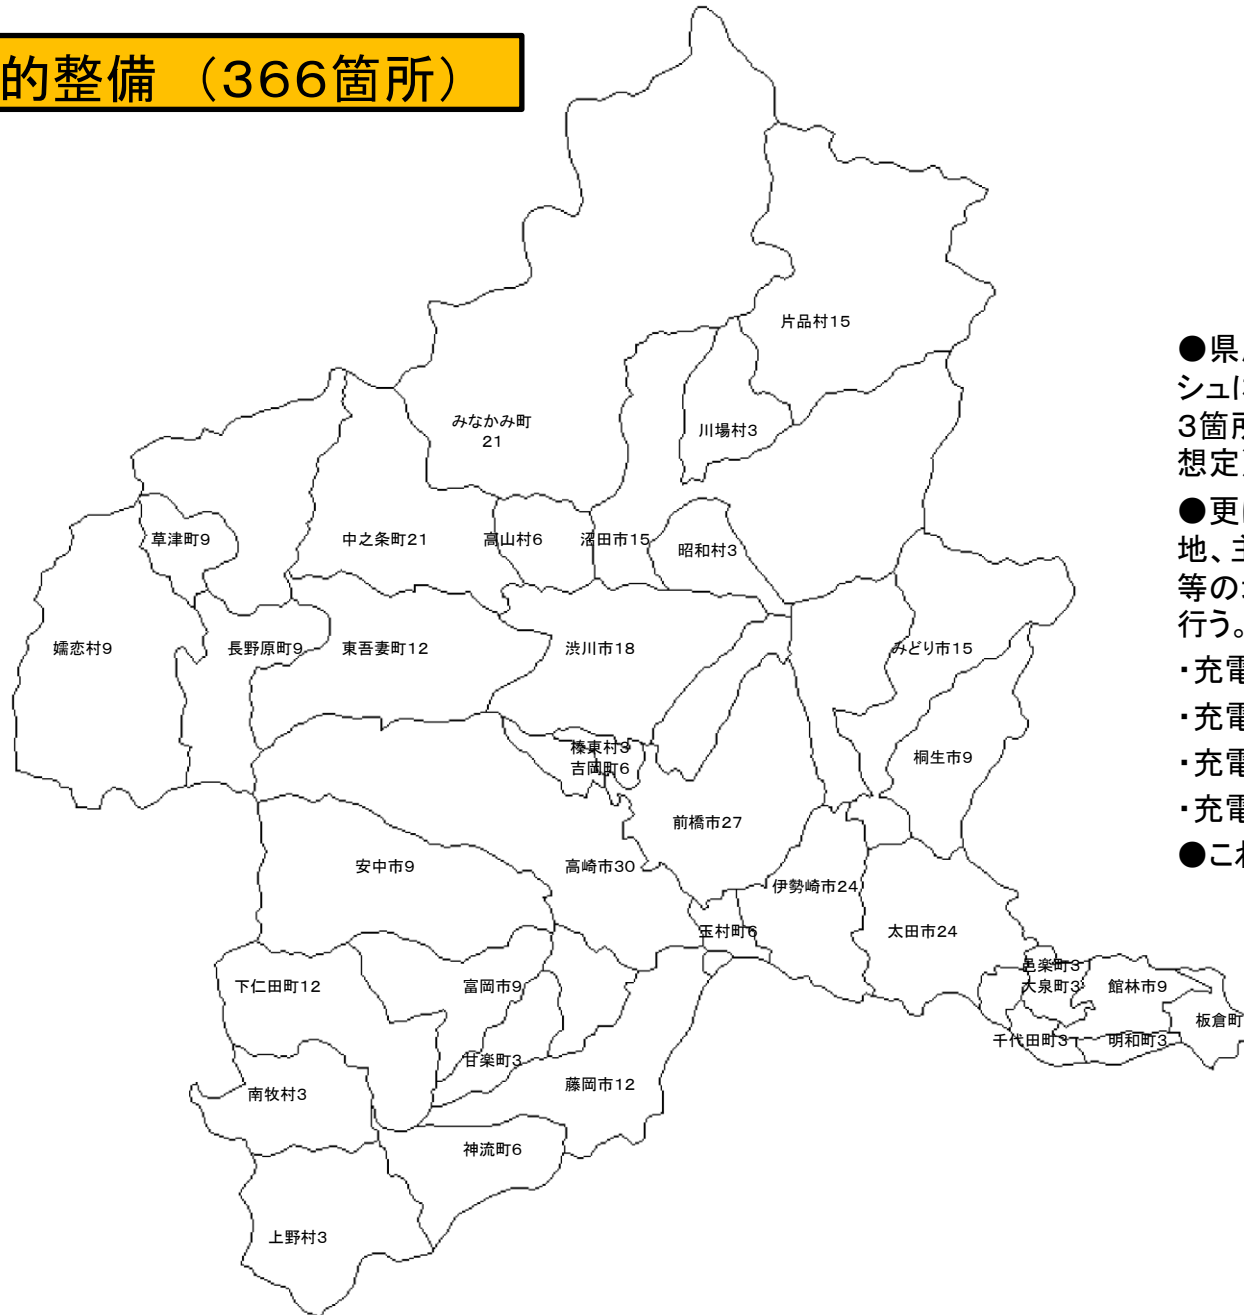 的整備 （366箇所）
片品村15
みなかみ町
21
川場村3
草津町9
中之条町21
高山村6
沼田市15
昭和村3
嬬恋村9
長野原町9
東吾妻町12
渋川市18
みどり市15
榛東村3
吉岡町6
桐生市9
前橋市27
安中市9
高崎市30
伊勢崎市24
玉村町6
太田市24
下仁田町12
富岡市9
邑楽町3
大泉町3
館林市9
板倉町
千代田町3
明和町3
甘楽町3
藤岡市12
南牧村3
神流町6
上野村3
●県
シュに
3箇所
想定
●更に
地、主
等の
行う。
・充電
・充電
・充電
・充電
●これ